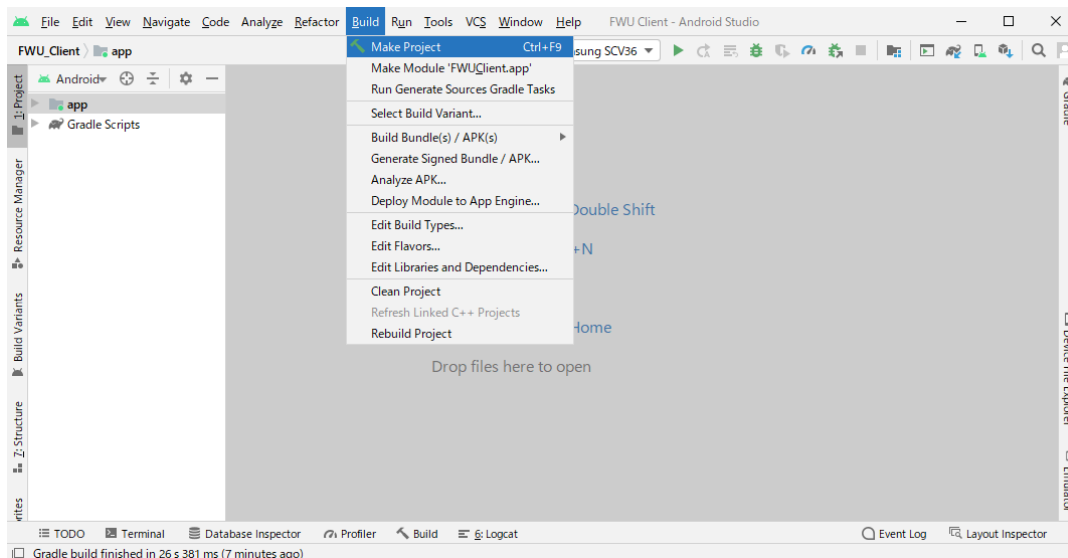 File Edit View Navigate Code Analyze Refactor Build Run Tools VCS Window Help FWU Client - Android Studio
FWU_Client app
sung SCV36
Make Project Ctrl+F9
Make Module 'FWUClient.app'
Run Generate Sources Gradle Tasks
Select Build Variant...
Build Bundle(s) / APK(s)
Generate Signed Bundle / APK...
Analyze APK...
Deploy Module to App Engine...
Edit Build Types...
Edit Flavors...
Edit Libraries and Dependencies...
Clean Project
Refresh Linked C++ Projects
Rebuild Project
1: Project
Resource Manager
Build Variants
Z: Structure
rites
Android
app
Gradle Scripts
Double Shift
+N
Home
Drop files here to open
Gradle
Device File Explorer
Emulator
TODO Terminal Database Inspector Profiler Build 6: Logcat Event Log Layout Inspector
Gradle build finished in 26 s 381 ms (7 minutes ago)